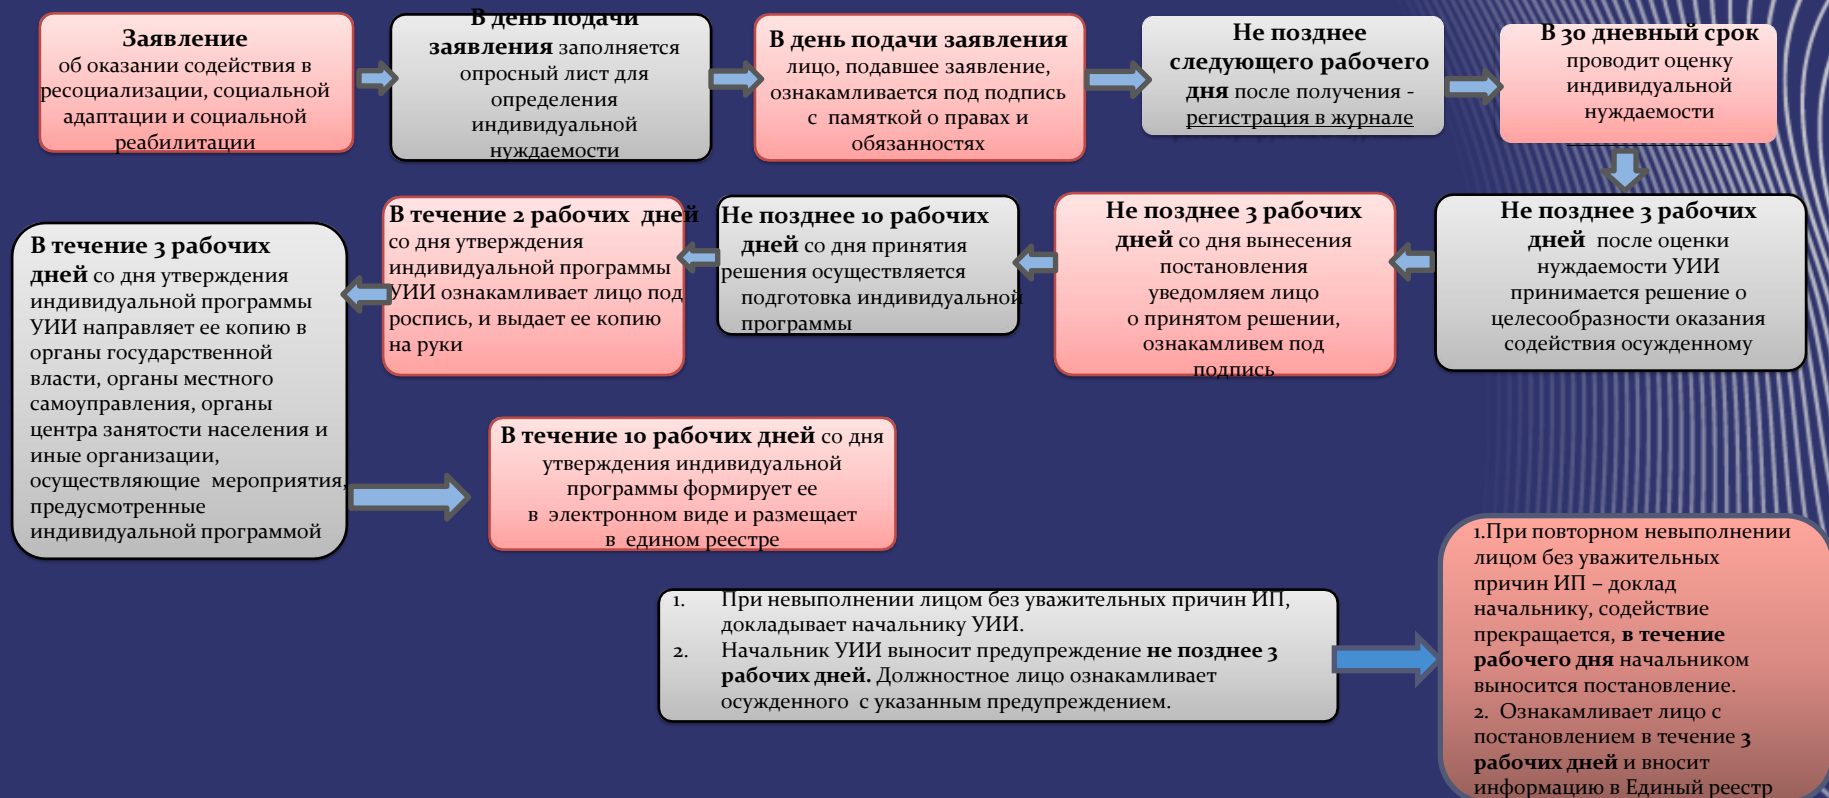 Заявление
об оказании содействия в
ресоциализации, социальной
адаптации и социальной
реабилитации
В день подачи
заявления заполняется
опросный лист для
определения
индивидуальной
нуждаемости
В день подачи заявления
лицо, подавшее заявление,
ознакамливается под подпись
с памяткой о правах и
обязанностях
Не позднее
следующего рабочего
дня после получения -
регистрация в журнале
В 30 дневный срок
проводит оценку
индивидуальной
нуждаемости
Не позднее 3 рабочих
дней после оценки
нуждаемости УИИ
принимается решение о
целесообразности оказания
содействия осужденному
Не позднее 3 рабочих
дней со дня вынесения
постановления
уведомляем лицо
о принятом решении,
ознакамливем под
подпись
Не позднее 10 рабочих
дней со дня принятия
решения осуществляется
подготовка индивидуальной
программы
В течение 2 рабочих дней
со дня утверждения
индивидуальной программы
УИИ ознакамливает лицо под
роспись, и выдает ее копию
на руки
В течение 3 рабочих
дней со дня утверждения
индивидуальной программы
УИИ направляет ее копию в
органы государственной
власти, органы местного
самоуправления, органы
центра занятости населения и
иные организации,
осуществляющие мероприятия,
предусмотренные
индивидуальной программой
В течение 10 рабочих дней со дня
утверждения индивидуальной
программы формирует ее
в электронном виде и размещает
в едином реестре
1. При невыполнении лицом без уважительных причин ИП,
докладывает начальнику УИИ.
2. Начальник УИИ выносит предупреждение не позднее 3
рабочих дней. Должностное лицо ознакамливает
осужденного с указанным предупреждением.
1.При повторном невыполнении
лицом без уважительных
причин ИП – доклад
начальнику, содействие
прекращается, в течение
рабочего дня начальником
выносится постановление.
2. Ознакамливает лицо с
постановлением в течение 3
рабочих дней и вносит
информацию в Единый реестр